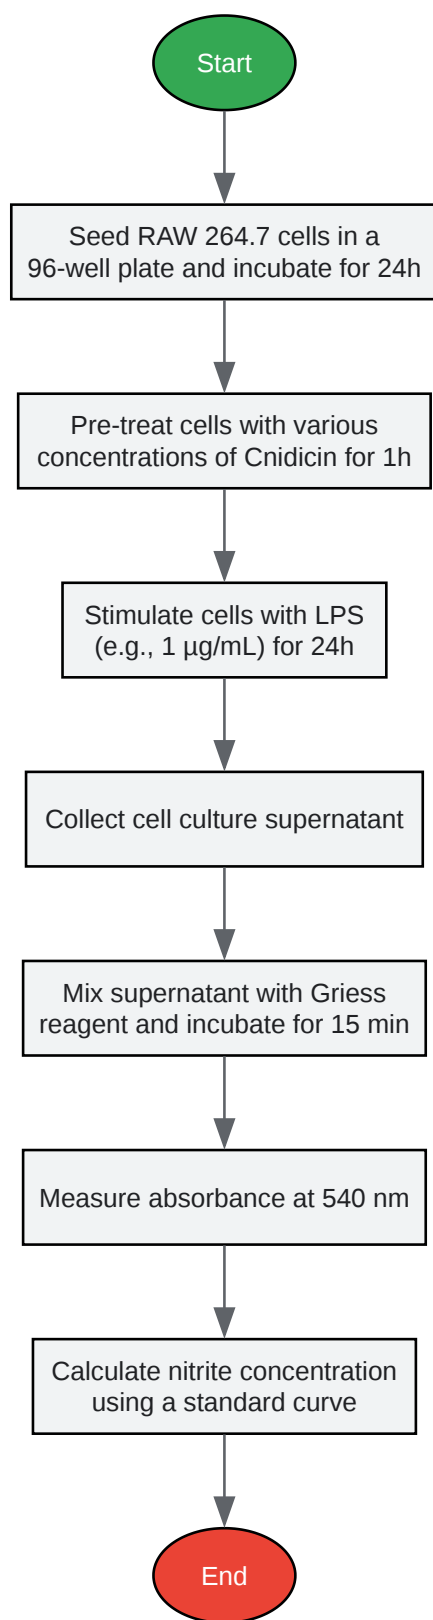 Start
Seed RAW 264.7 cells in a
96-well plate and incubate for 24h
Pre-treat cells with various
concentrations of Cnidicin for 1h
Stimulate cells with LPS
(e.g., 1 µg/mL) for 24h
Collect cell culture supernatant
Mix supernatant with Griess
reagent and incubate for 15 min
Measure absorbance at 540 nm
Calculate nitrite concentration
using a standard curve
End